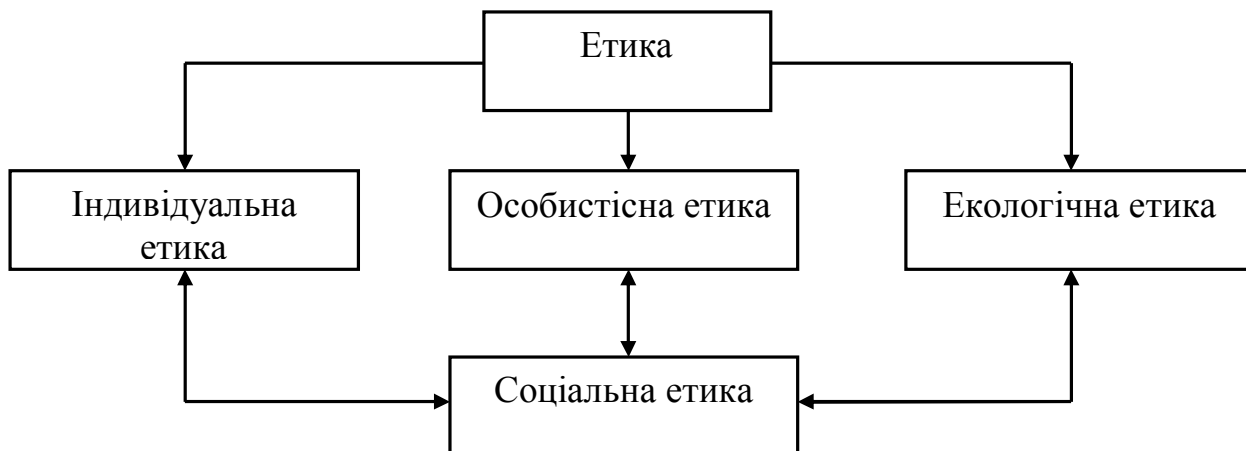 Етика
Індивідуальна
етика
Особистісна етика
Екологічна етика
Соціальна етика